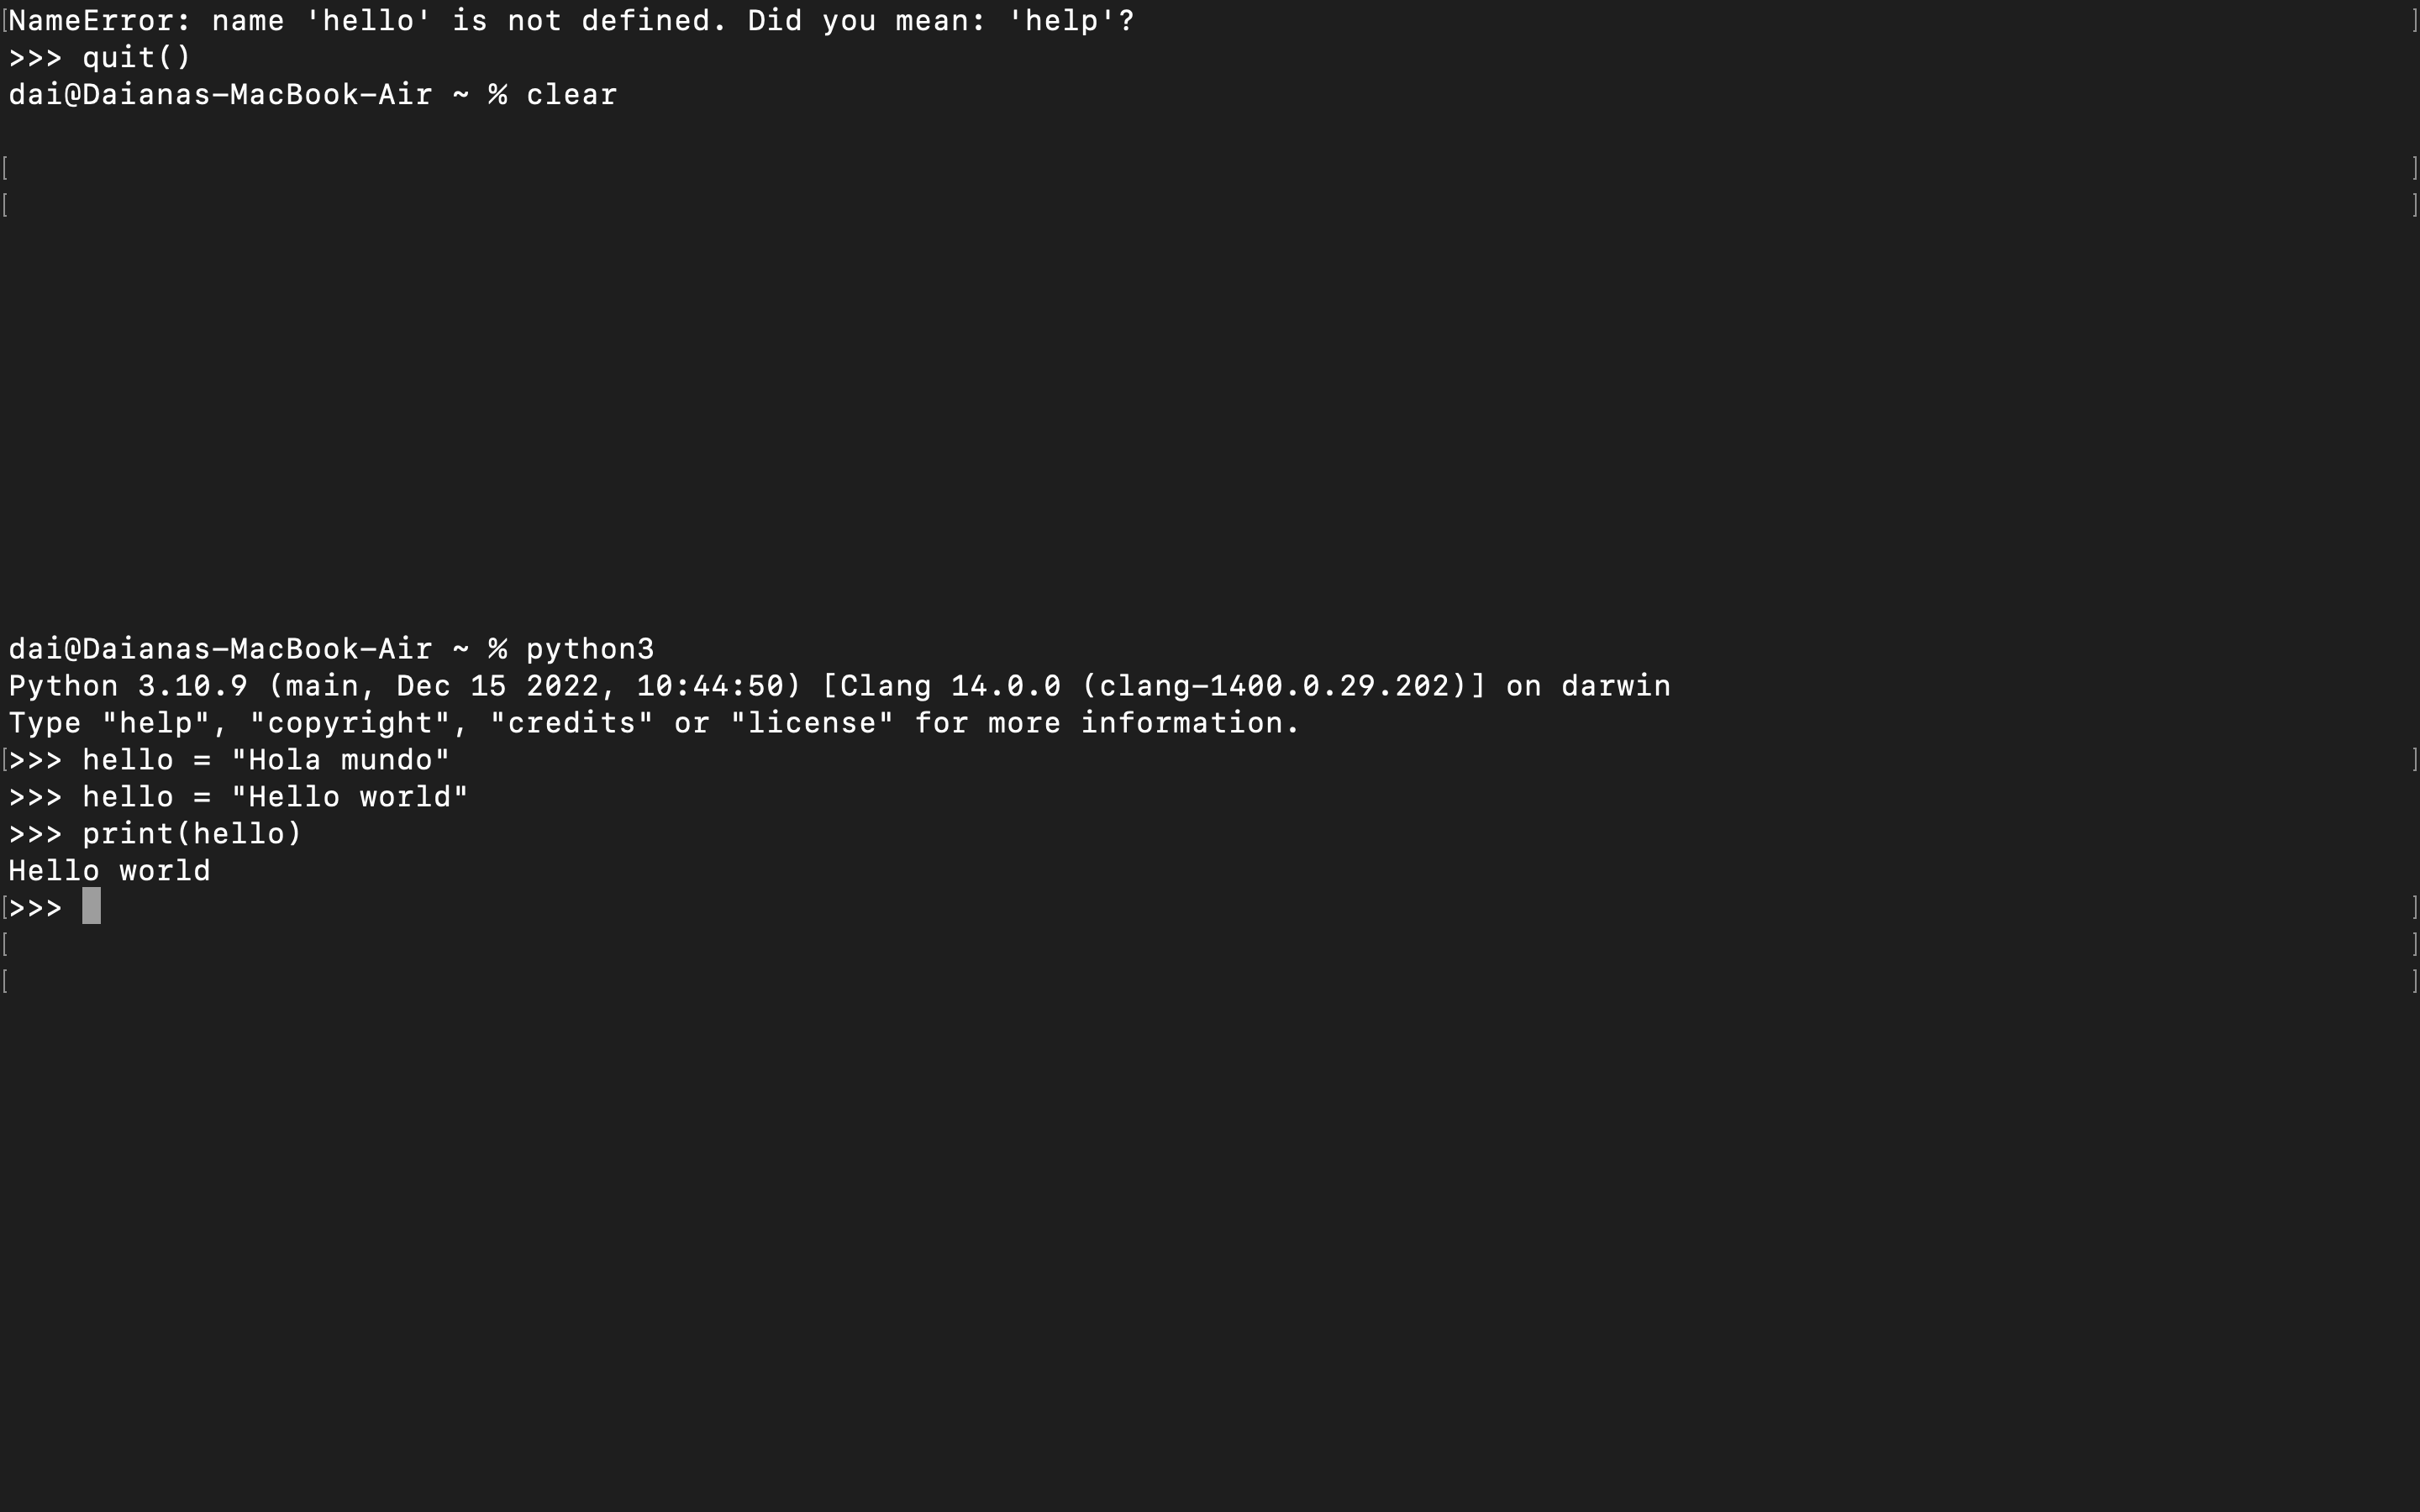 NameError: name 'hello' is not defined. Did you mean: 'help'?
>>> quit()
dai@Daianas-MacBook-Air ~ % clear
dai@Daianas-MacBook-Air ~ % python3
Python 3.10.9 (main, Dec 15 2022, 10:44:50) [Clang 14.0.0 (clang-1400.0.29.202)] on darwin
Type "help", "copyright", "credits" or "license" for more information.
>>> hello = "Hola mundo"
>>> hello = "Hello world"
>>> print(hello)
Hello world
>>>